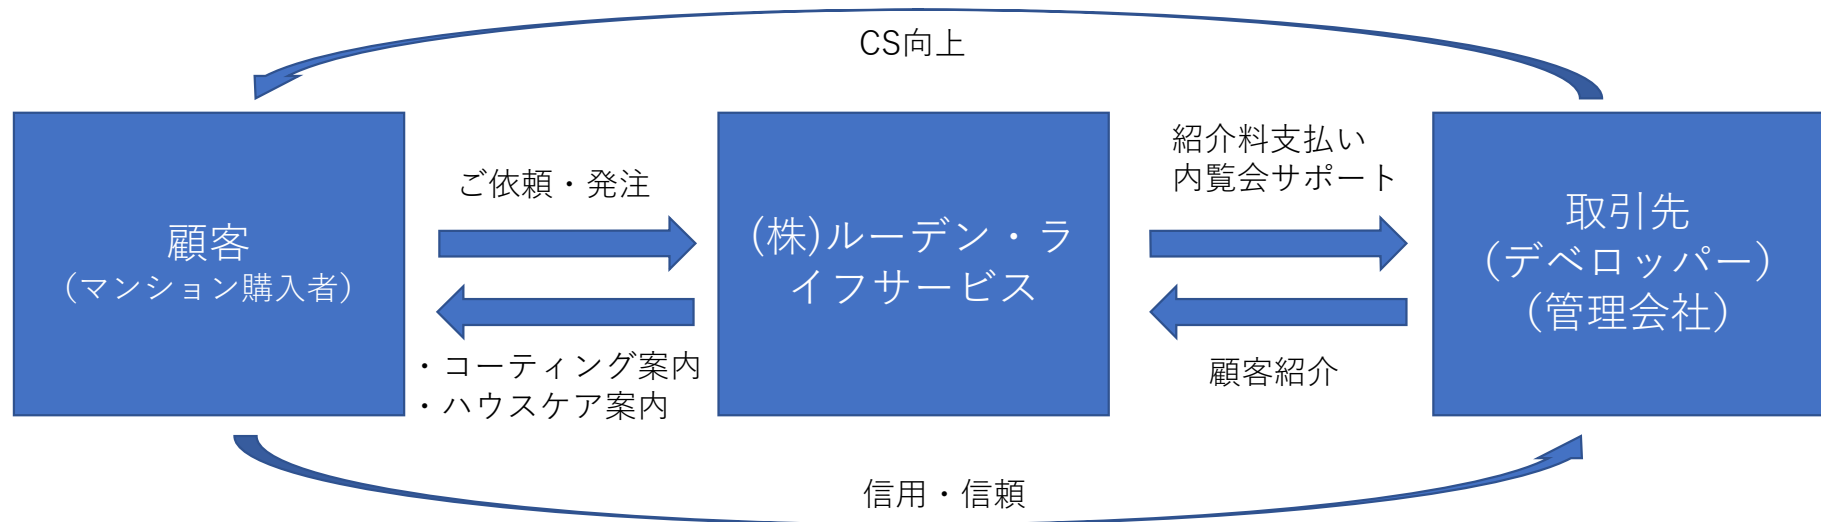 CS向上
顧客
（マンション購入者）
ご依頼・発注
・コーティング案内
・ハウスケア案内
(株)ルーデン・ラ
イフサービス
紹介料支払い
内覧会サポート
顧客紹介
取引先
（デベロッパー）
（管理会社）
信用・信頼